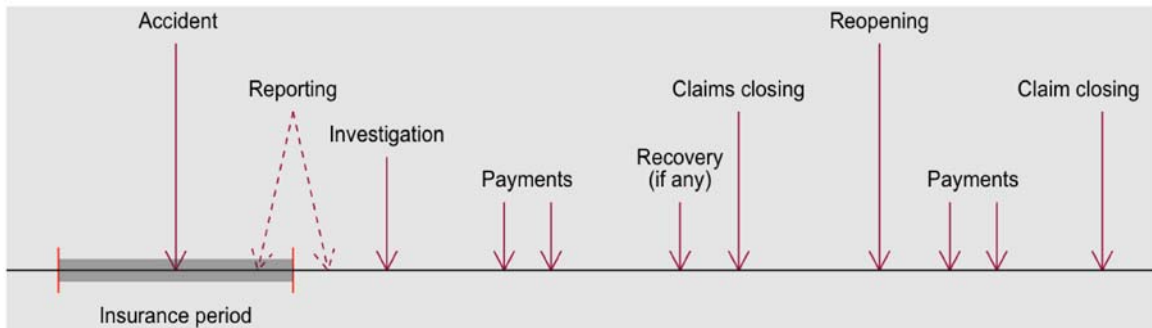 Accident
Reopening
Reporting
Claims closing
Claim closing
Investigation
Recovery
(if any)
Payments
Payments
Insurance period